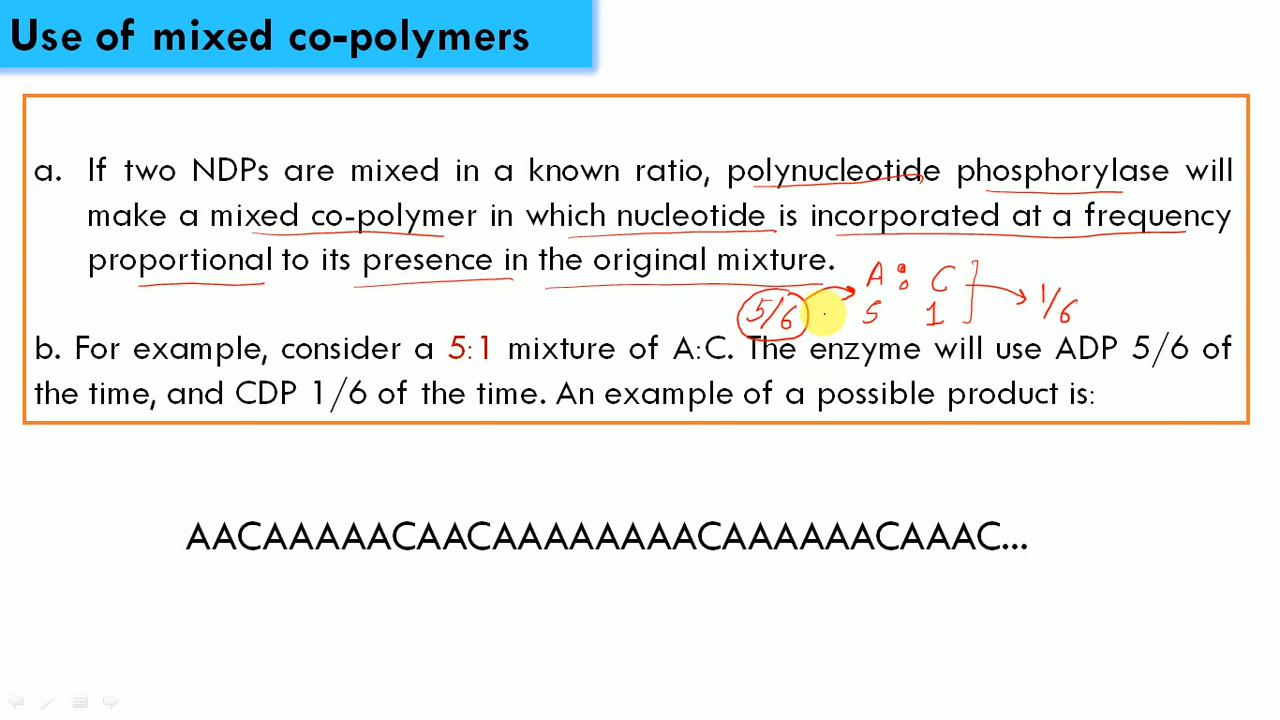 Use of mixed co-polymers
a. If two NDPs are mixed in a known ratio, polynucleotide phosphorylase will
make a mixed co-polymer in which nucleotide is incorporated at a frequency
proportional to its presence in the original mixture.
A : C
5/6 5 1 1/6
b. For example, consider a 5:1 mixture of A:C. The enzyme will use ADP 5/6 of
the time, and CDP 1/6 of the time. An example of a possible product is:
AACAAAAACAACAAAAAAAACAAAAAACAAAC...